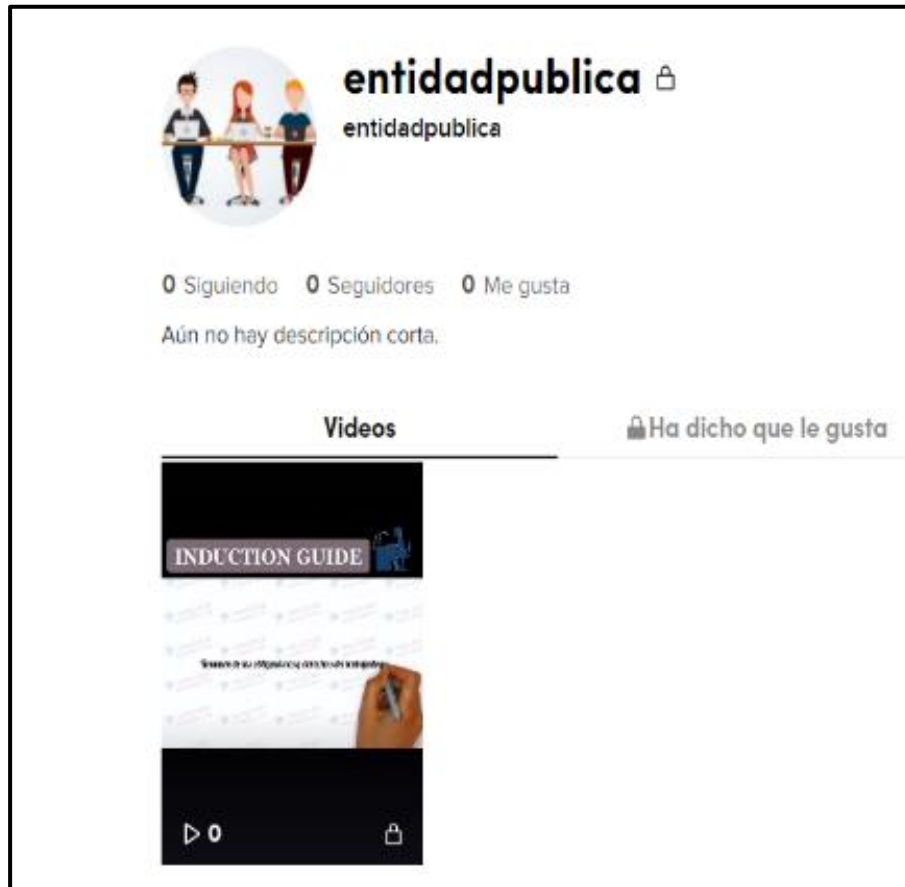 entidadpublica
entidadpublica
0 Siguiendo 0 Seguidores 0 Me gusta
Aún no hay descripción corta.
Videos Ha dicho que le gusta
INDUCTION GUIDE
0